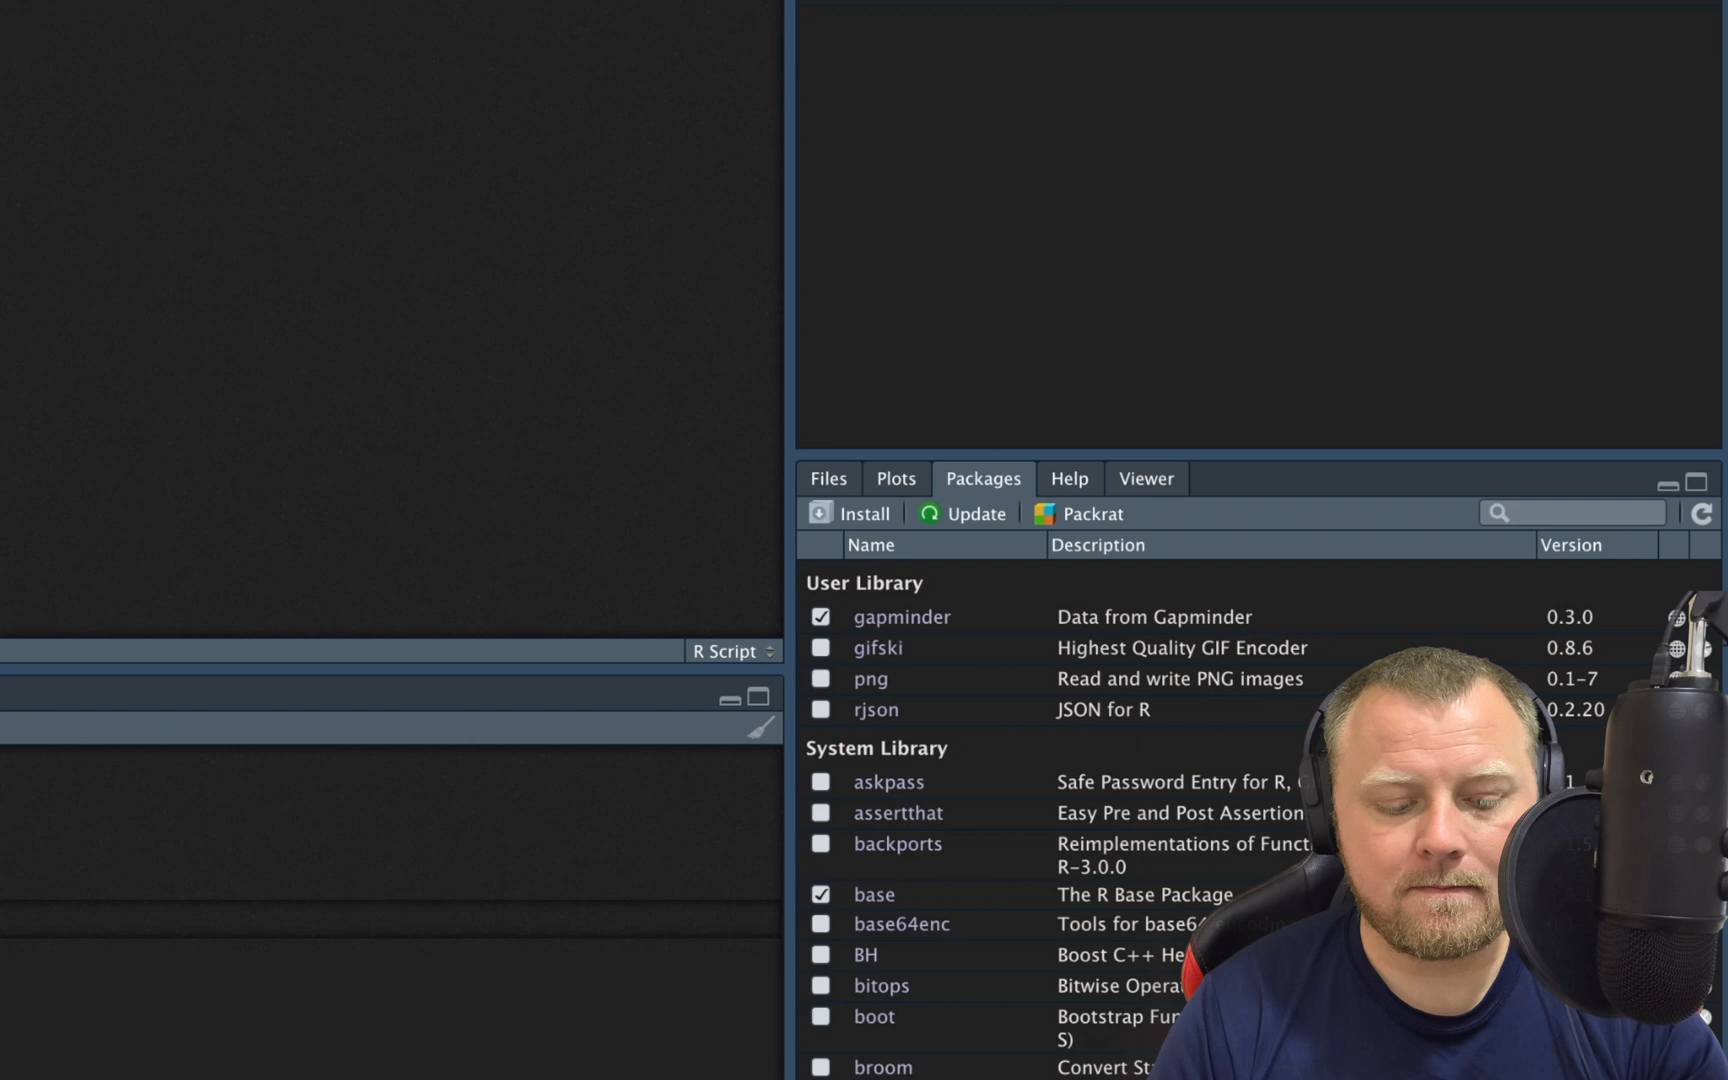 Files Plots Packages Help Viewer
Install Update Packrat
Name Description Version
User Library
gapminder Data from Gapminder 0.3.0
gifski Highest Quality GIF Encoder 0.8.6
png Read and write PNG images 0.1-7
R Script
rjson JSON for R 0.2.20
System Library
askpass Safe Password Entry for R,
assertthat Easy Pre and Post Assertion
backports Reimplementations of Funct
R-3.0.0
base The R Base Package
base64enc Tools for base64 encodin
BH Boost C++ He
bitops Bitwise Opera
boot Bootstrap Fun
S)
broom Convert St